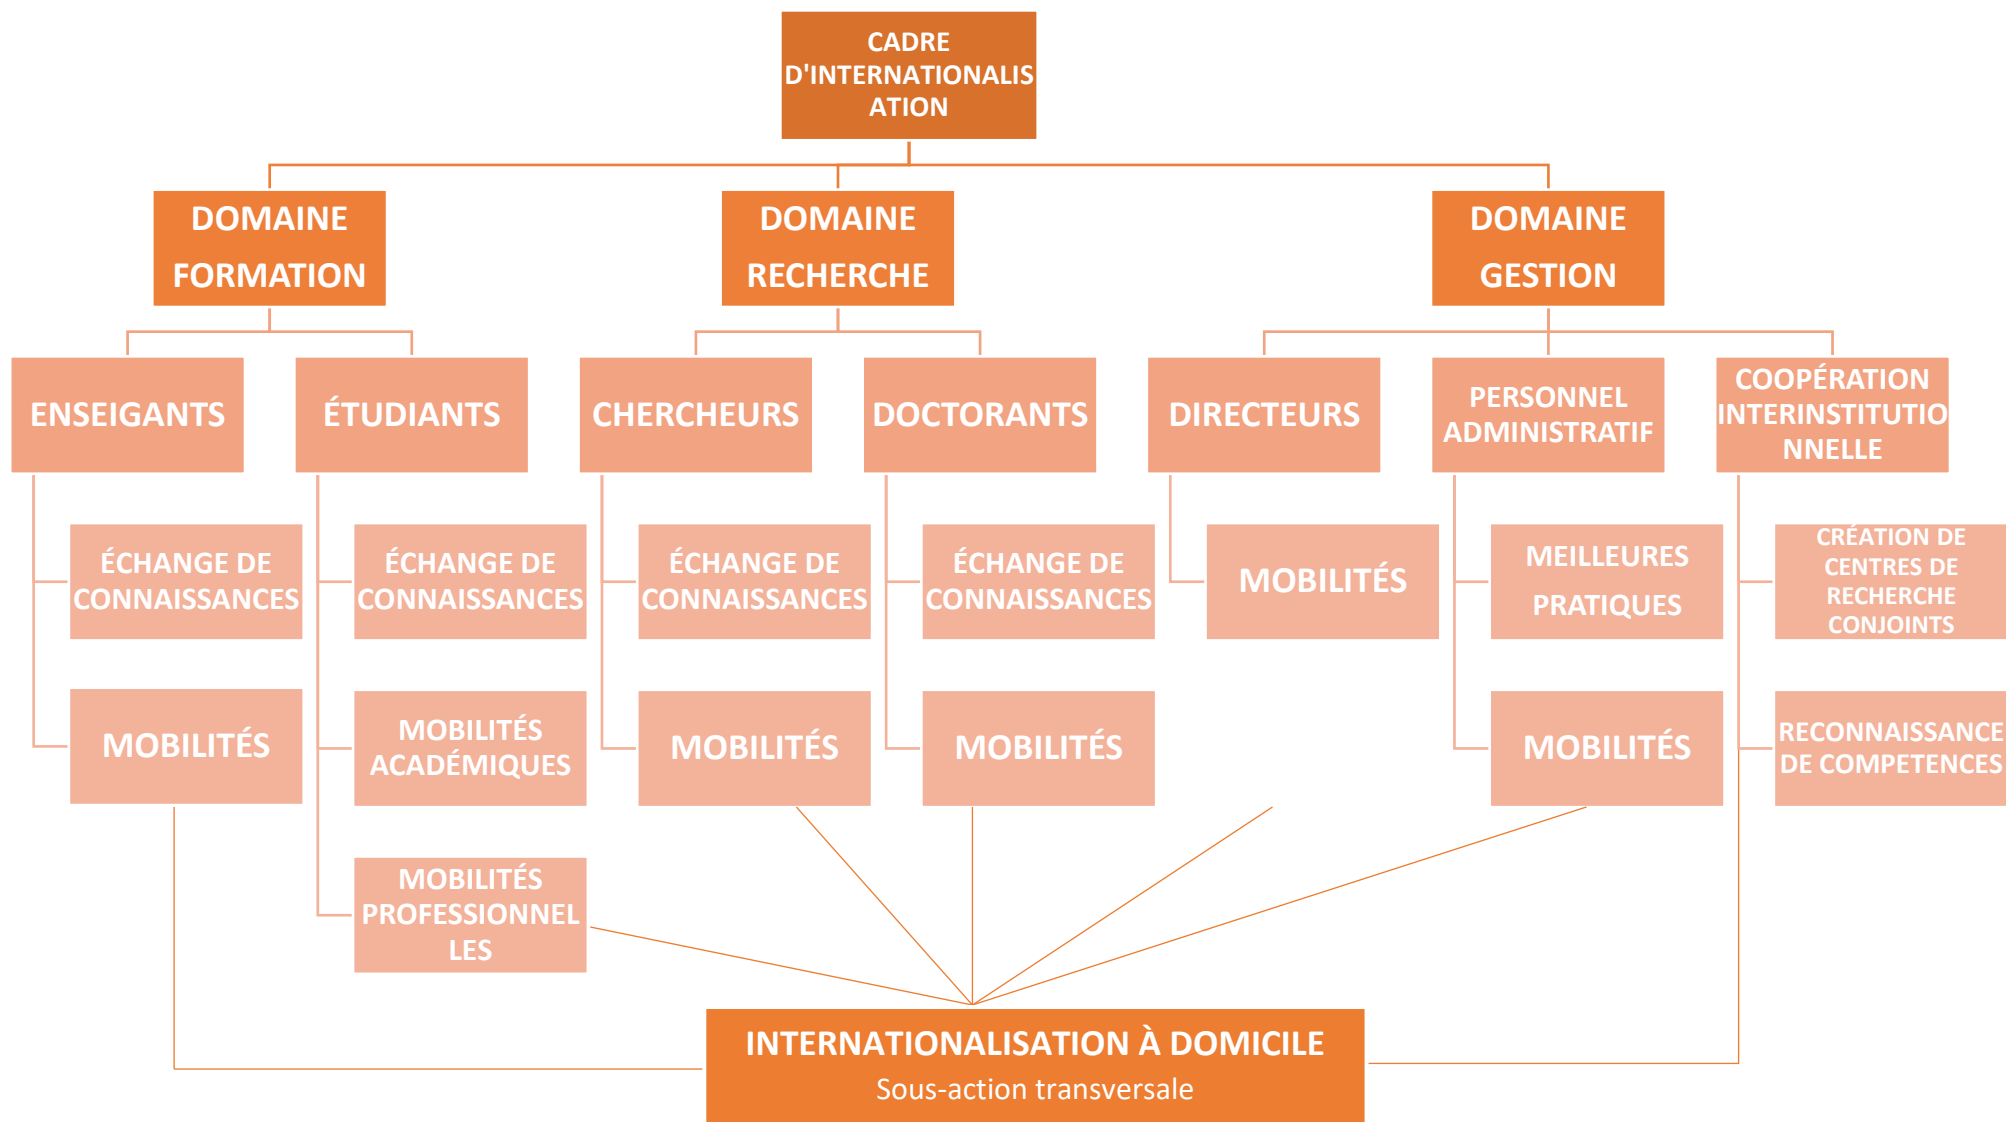 CADRE
D'INTERNATIONALIS
ATION
DOMAINE
FORMATION
DOMAINE
RECHERCHE
DOMAINE
GESTION
ENSEIGANTS
ÉTUDIANTS
CHERCHEURS
DOCTORANTS
DIRECTEURS
PERSONNEL
ADMINISTRATIF
COOPÉRATION
INTERINSTITUTIO
NNELLE
ÉCHANGE DE
CONNAISSANCES
ÉCHANGE DE
CONNAISSANCES
ÉCHANGE DE
CONNAISSANCES
ÉCHANGE DE
CONNAISSANCES
MOBILITÉS
MEILLEURES
PRATIQUES
CRÉATION DE
CENTRES DE
RECHERCHE
CONJOINTS
MOBILITÉS
MOBILITÉS
ACADÉMIQUES
MOBILITÉS
MOBILITÉS
MOBILITÉS
RECONNAISSANCE
DE COMPETENCES
MOBILITÉS
PROFESSIONNEL
LES
INTERNATIONALISATION À DOMICILE
Sous-action transversale